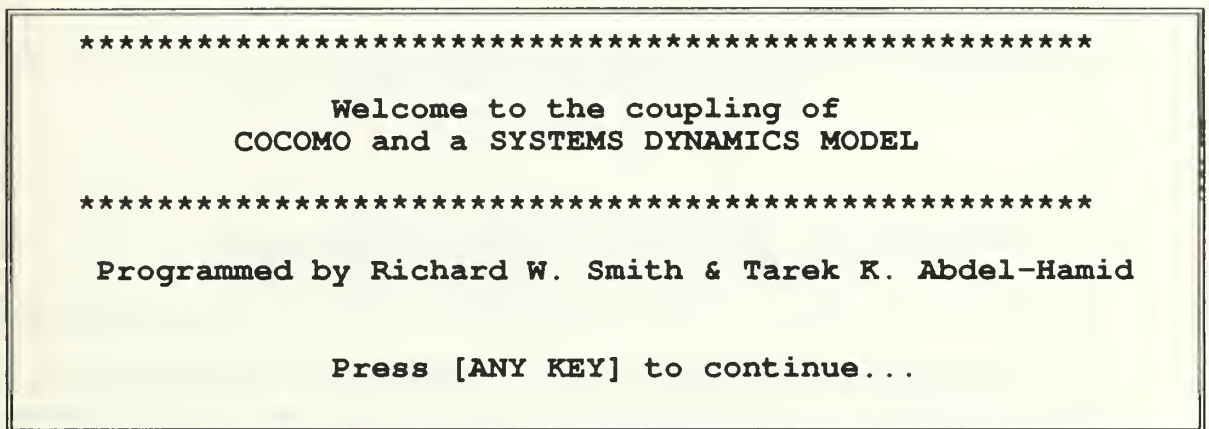 ****************************************************
Welcome to the coupling of
COCOMO and a SYSTEMS DYNAMICS MODEL
****************************************************
Programmed by Richard W. Smith & Tarek K. Abdel-Hamid
Press [ANY KEY] to continue...